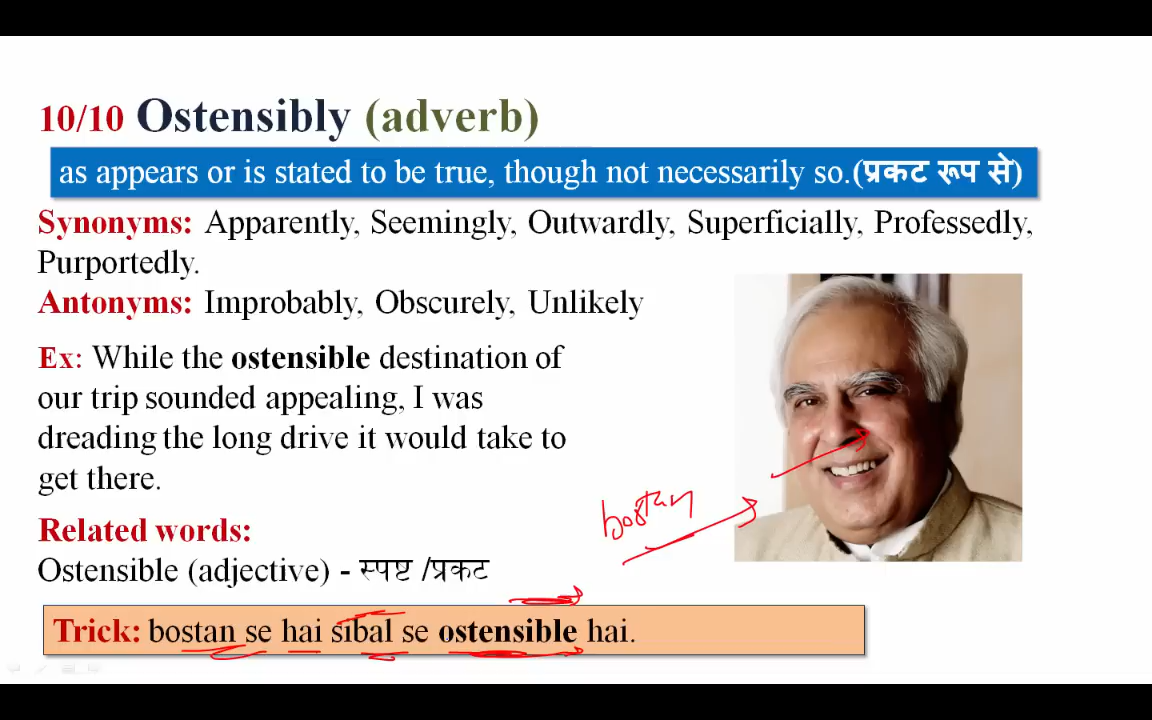 10/10 Ostensibly (adverb)
as appears or is stated to be true, though not necessarily so.(प्रकट रूप से)
Synonyms: Apparently, Seemingly, Outwardly, Superficially, Professedly,
Purportedly.
Antonyms: Improbably, Obscurely, Unlikely
Ex: While the ostensible destination of
our trip sounded appealing, I was
dreading the long drive it would take to
get there.
bostan
Related words:
Ostensible (adjective) - स्पष्ट /प्रकट
Trick: bostan se hai sibal se ostensible hai.